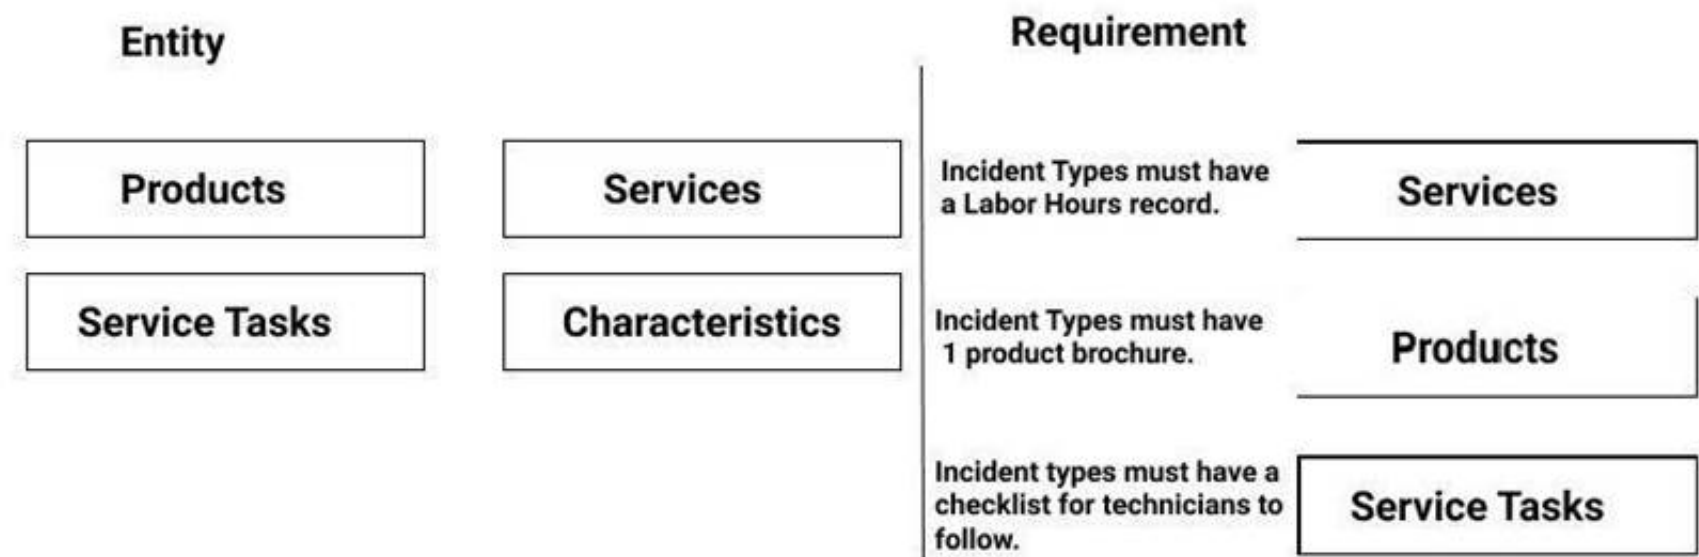 Entity
Requirement
Products
Services
Service Tasks
Characteristics
Incident Types must have
a Labor Hours record.
Services
Incident Types must have
1 product brochure.
Products
Incident types must have a
checklist for technicians to
follow.
Service Tasks